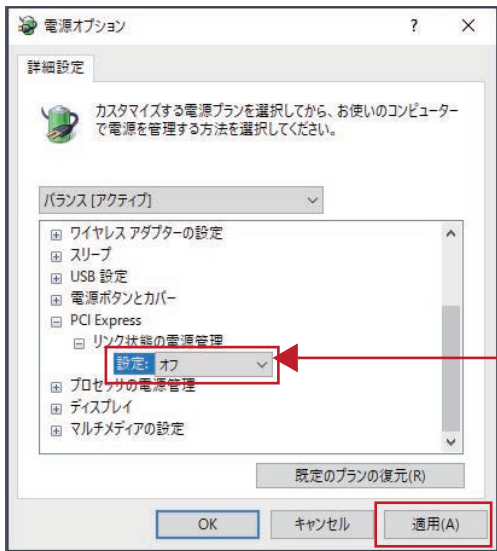 電源オプション ? ×
詳細設定
カスタマイズする電源プランを選択してから、お使いのコンピューター
で電源を管理する方法を選択してください。
バランス [アクティブ]
ワイヤレス アダプターの設定
スリープ
USB 設定
電源ボタンとカバー
PCI Express
リンク状態の電源管理
設定: オフ
プロセッサの電源管理
ディスプレイ
マルチメディアの設定
既定のプランの復元(R)
OK キャンセル 適用(A)